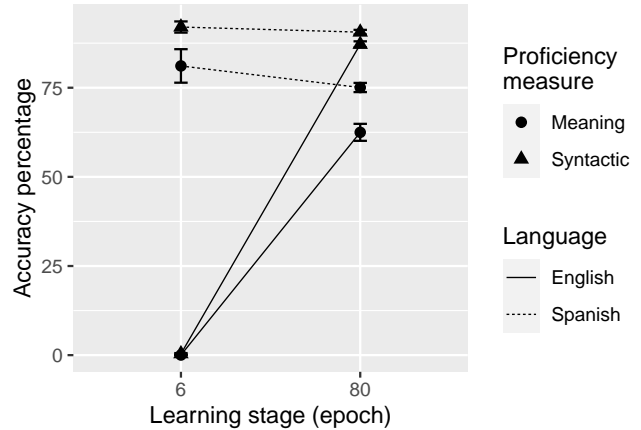 Accuracy percentage
75
50
25
0
6
80
Learning stage (epoch)
Proficiency
measure
Meaning
Syntactic
Language
English
Spanish